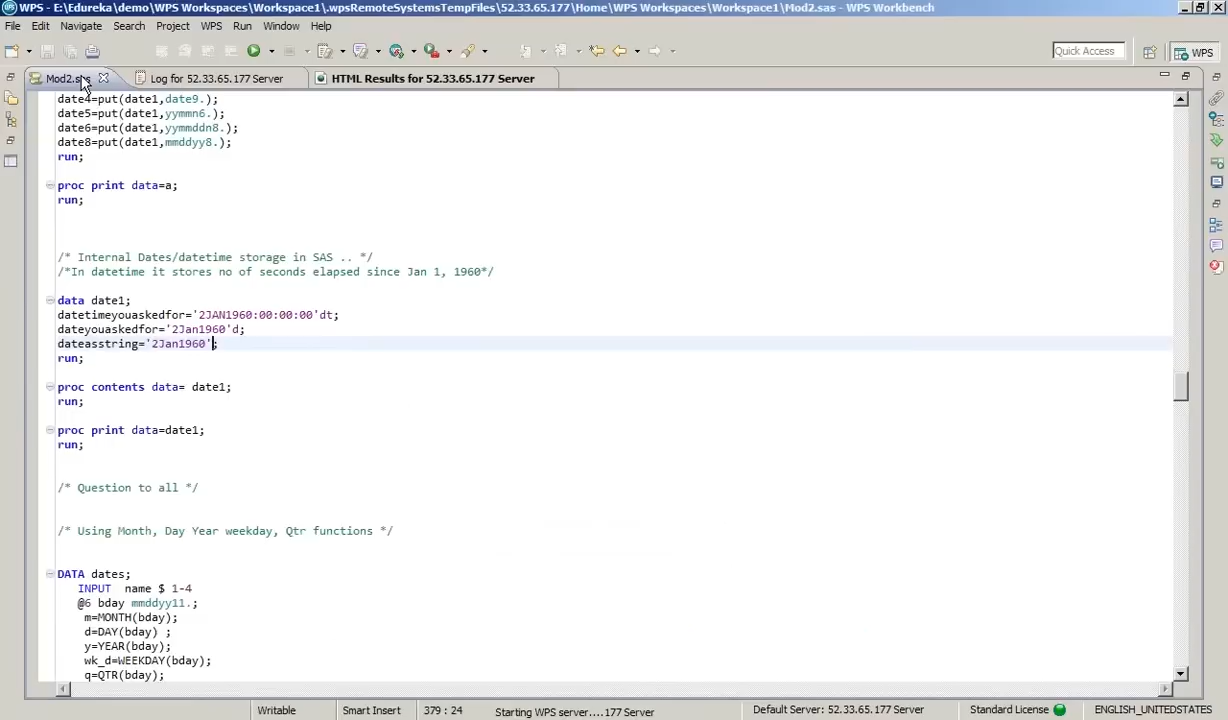 WPS - E:\Edureka\demo\WPS Workspaces\Workspace1\.wpsRemoteSystemsTempFiles\52.33.65.177\Home\WPS Workspaces\Workspace1\Mod2.sas - WPS Workbench
File Edit Navigate Search Project WPS Run Window Help
Quick Access WPS
Mod2.sas Log for 52.33.65.177 Server HTML Results for 52.33.65.177 Server
date4=put(date1,date9.);
date5=put(date1,yymmn6.);
date6=put(date1,yymmddn8.);
date8=put(date1,mmddyy8.);
run;
proc print data=a;
run;
/* Internal Dates/datetime storage in SAS .. */
/*In datetime it stores no of seconds elapsed since Jan 1, 1960*/
data date1;
datetimeyouaskedfor='2JAN1960:00:00:00'dt;
dateyouaskedfor='2Jan1960'd;
dateasstring='2Jan1960';
run;
proc contents data= date1;
run;
proc print data=date1;
run;
/* Question to all */
/* Using Month, Day Year weekday, Qtr functions */
DATA dates;
INPUT name $ 1-4
@6 bday mmddyy11.;
m=MONTH(bday);
d=DAY(bday) ;
y=YEAR(bday);
wk_d=WEEKDAY(bday);
q=QTR(bday);
Writable Smart Insert 379 : 24 Starting WPS server....177 Server Default Server: 52.33.65.177 Server Standard License ENGLISH_UNITEDSTATES